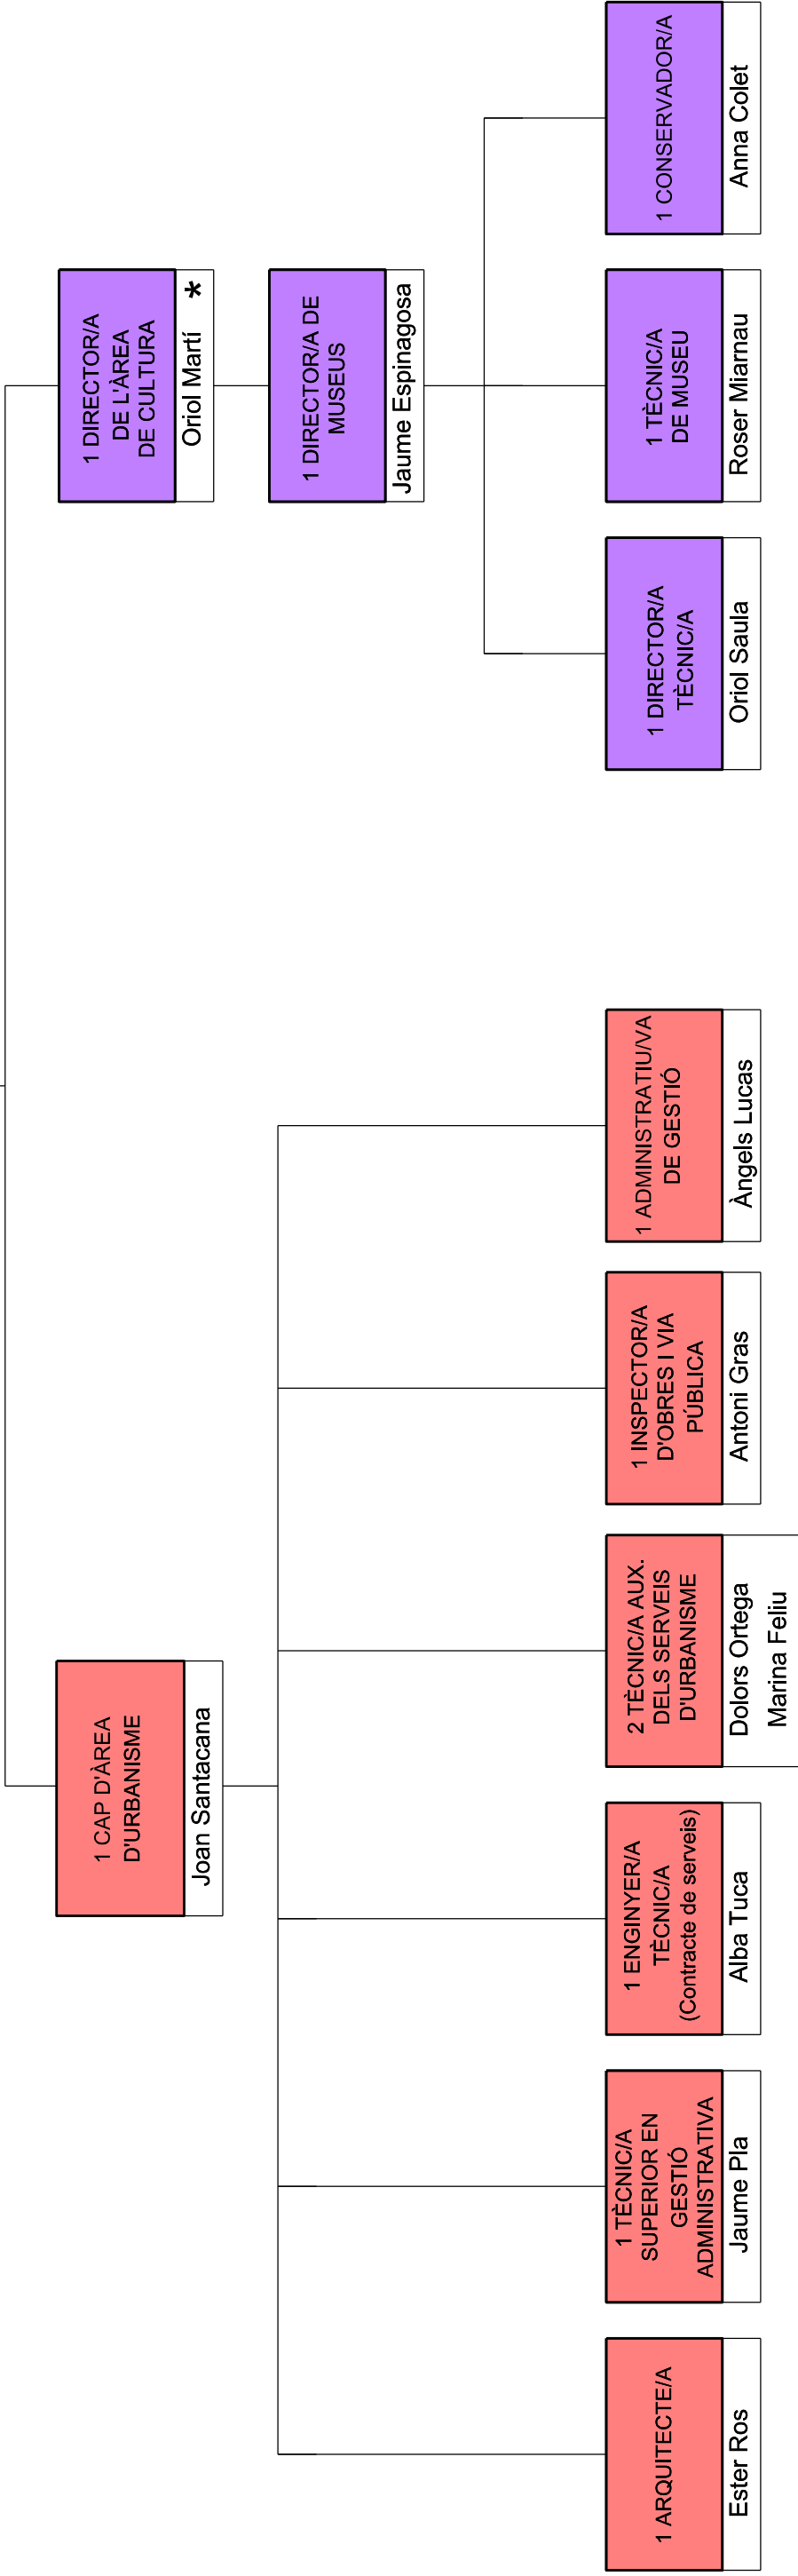 1 CAP D'ÀREA
D'URBANISME
Joan Santacana
1 DIRECTOR/A
DE L'ÀREA
DE CULTURA
Oriol Martí *
1 DIRECTOR/A DE
MUSEUS
Jaume Espinagosa
1 ARQUITECTE/A
Ester Ros
1 TÈCNIC/A
SUPERIOR EN
GESTIÓ
ADMINISTRATIVA
Jaume Pla
1 ENGINYER/A
TÈCNIC/A
(Contracte de serveis)
Alba Tuca
2 TÈCNIC/A AUX.
DELS SERVEIS
D'URBANISME
Dolors Ortega
Marina Feliu
1 INSPECTOR/A
D'OBRES I VIA
PÚBLICA
Antoni Gras
1 ADMINISTRATIU/VA
DE GESTIÓ
Àngels Lucas
1 DIRECTOR/A
TÈCNIC/A
Oriol Saula
1 TÈCNIC/A
DE MUSEU
Roser Miarnau
1 CONSERVADOR/A
Anna Colet